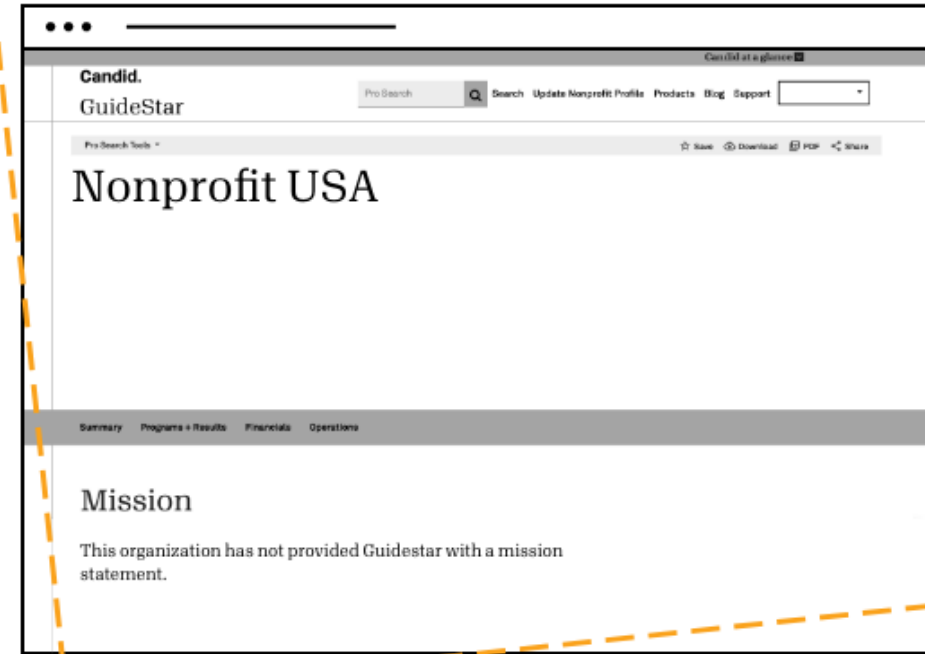 Candid at a glance
Candid.
GuideStar
Pro Search
Search Update Nonprofit Profile Products Blog Support
Pro Search Tools
Save Download PDF Share
Nonprofit USA
Summary Programs + Results Financials Operations
Mission
This organization has not provided Guidestar with a mission
statement.